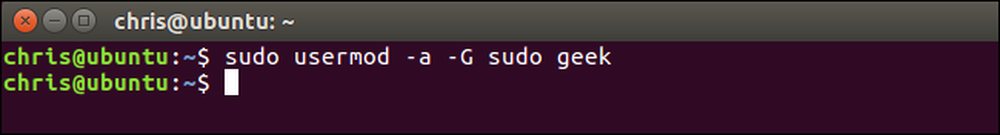 chris@ubuntu: ~
chris@ubuntu:~$ sudo usermod -a -G sudo geek
chris@ubuntu:~$